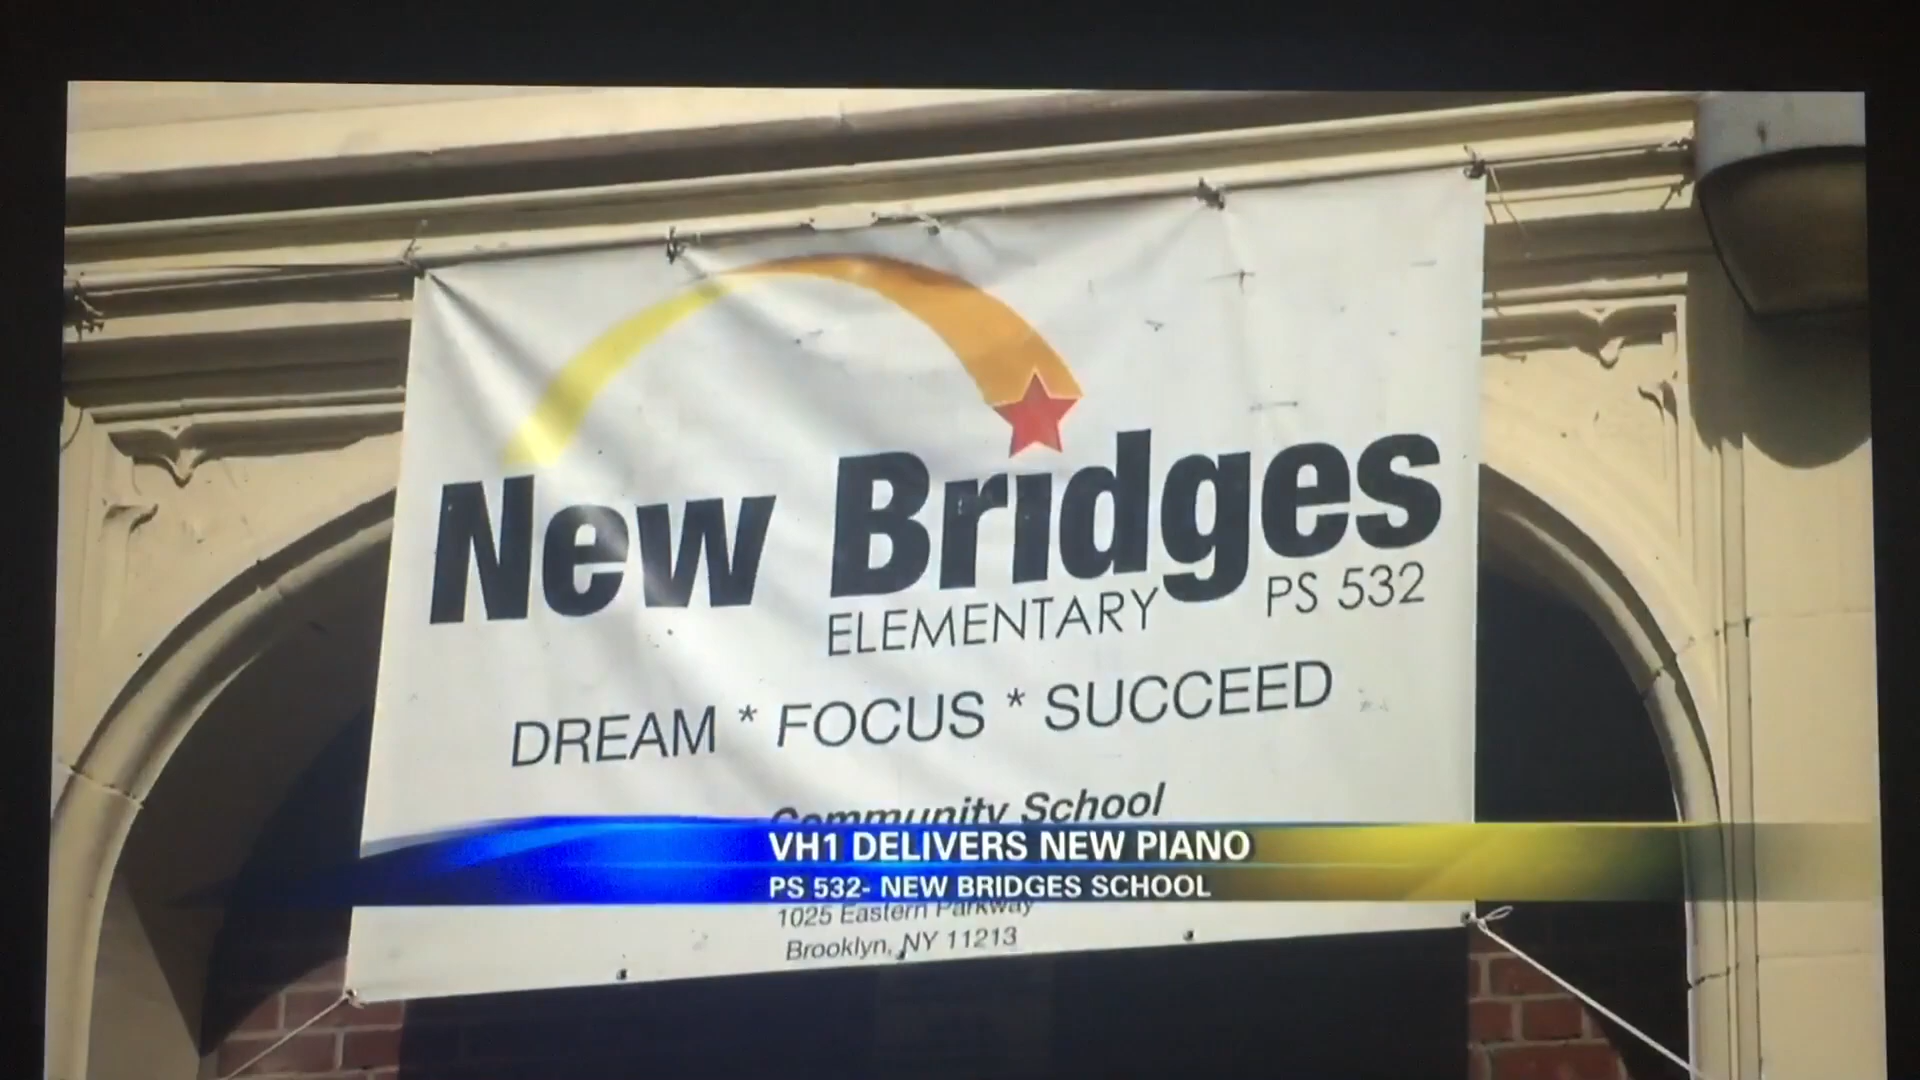 New Bridges
ELEMENTARY PS 532
DREAM * FOCUS * SUCCEED
Community School
VH1 DELIVERS NEW PIANO
PS 532- NEW BRIDGES SCHOOL
1025 Eastern Parkway
Brooklyn, NY 11213